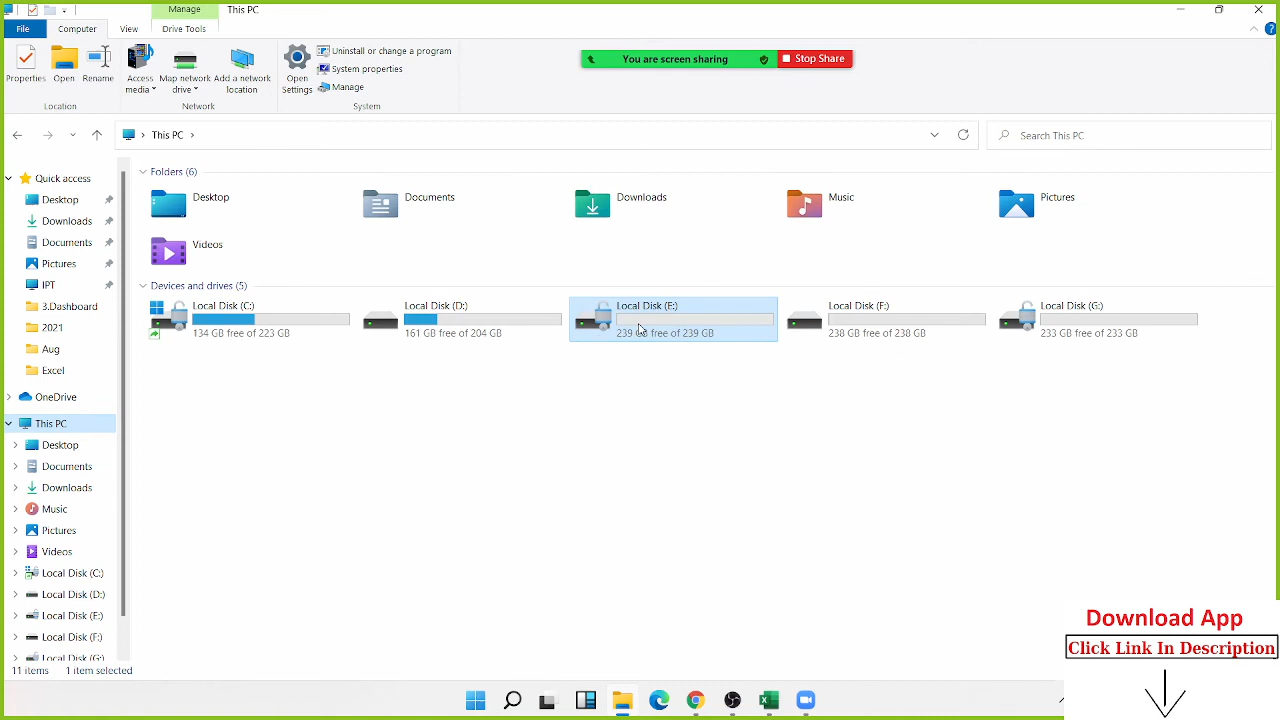 Manage
This PC
File
Computer
View
Drive Tools
You are screen sharing
Stop Share
Properties
Open
Rename
Access media
Map network drive
Add a network location
Open Settings
Uninstall or change a program
System properties
Manage
Location
Network
System
This PC
Search This PC
Quick access
Desktop
Downloads
Documents
Pictures
IPT
3.Dashboard
2021
Aug
Excel
OneDrive
This PC
Desktop
Documents
Downloads
Music
Pictures
Videos
Local Disk (C:)
Local Disk (D:)
Local Disk (E:)
Local Disk (F:)
Local Disk (G:)
Folders (6)
Desktop
Documents
Downloads
Music
Pictures
Videos
Devices and drives (5)
Local Disk (C:)
134 GB free of 223 GB
Local Disk (D:)
161 GB free of 204 GB
Local Disk (E:)
239 GB free of 239 GB
Local Disk (F:)
238 GB free of 238 GB
Local Disk (G:)
233 GB free of 233 GB
11 items
1 item selected
Download App
Click Link In Description